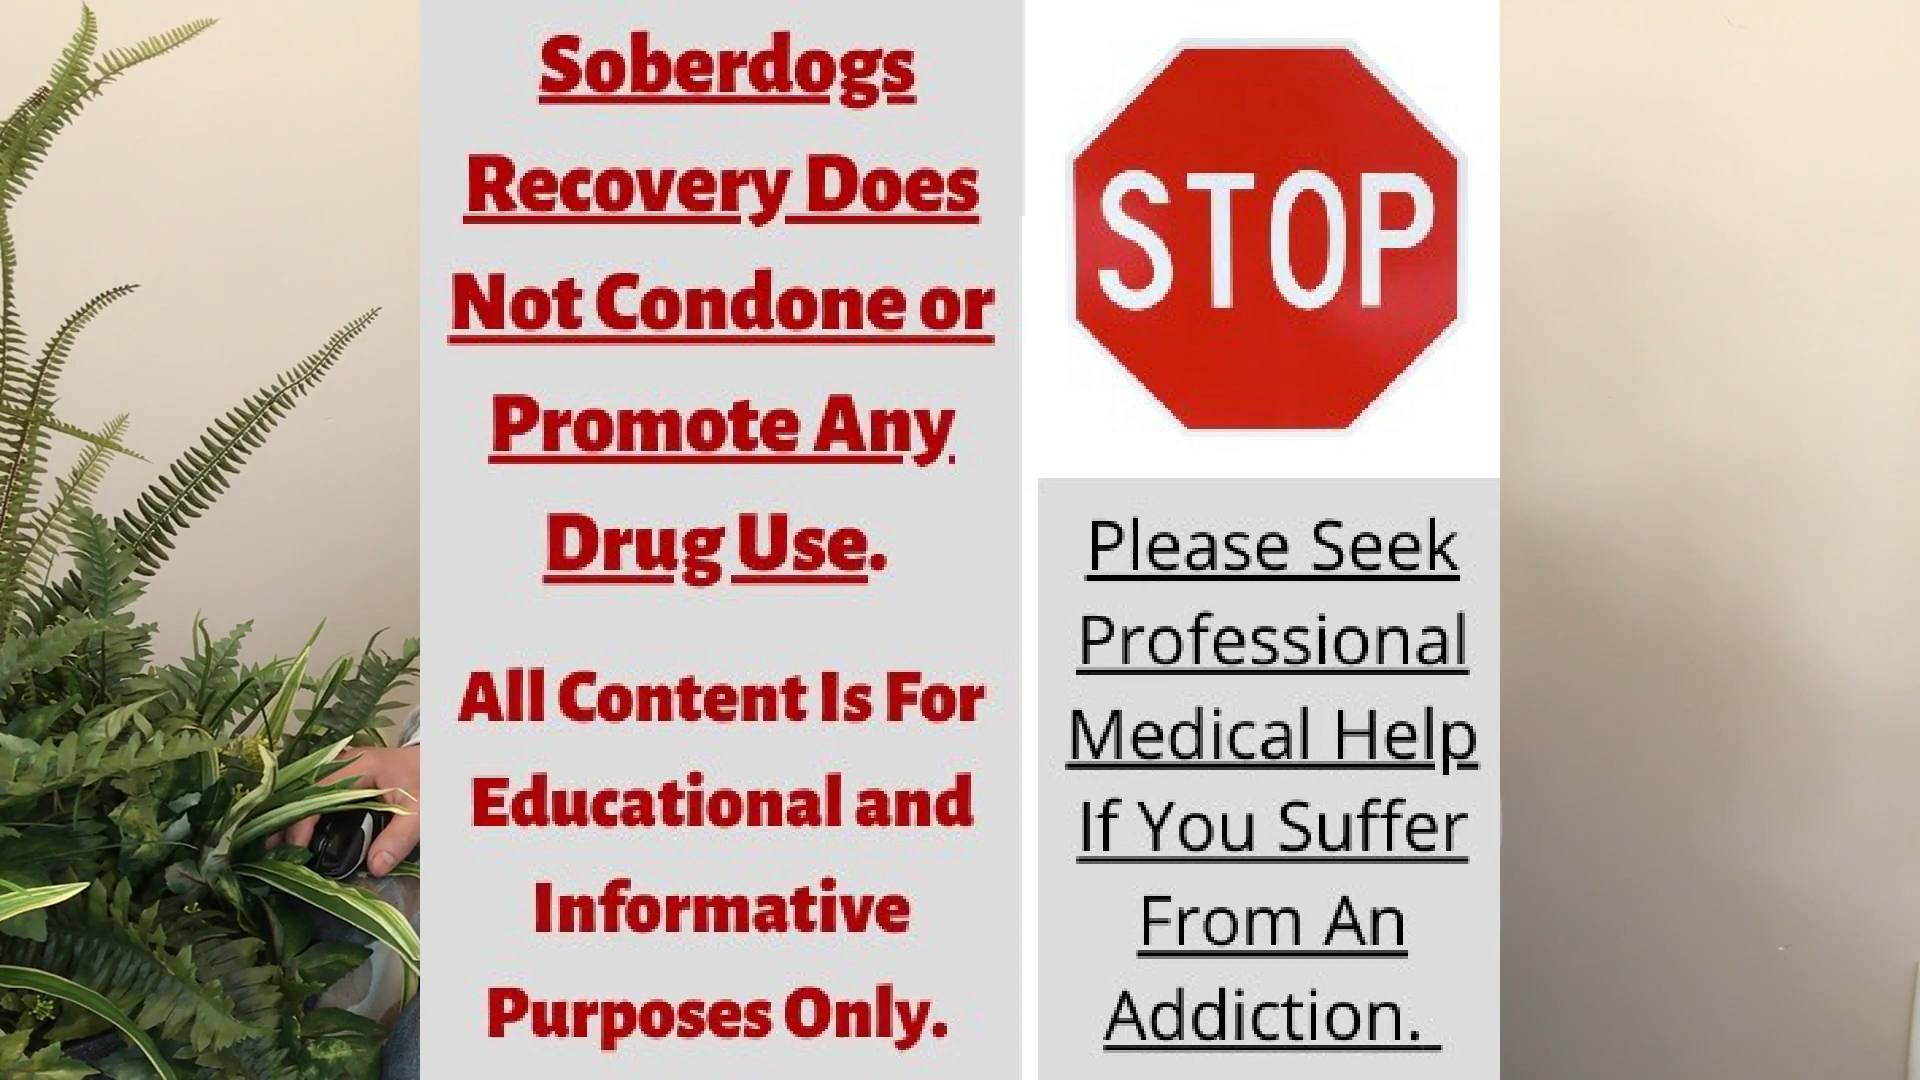 Soberdogs
Recovery Does
Not Condone or
Promote Any
Drug Use.
All Content Is For
Educational and
Informative
Purposes Only.
STOP
Please Seek
Professional
Medical Help
If You Suffer
From An
Addiction.